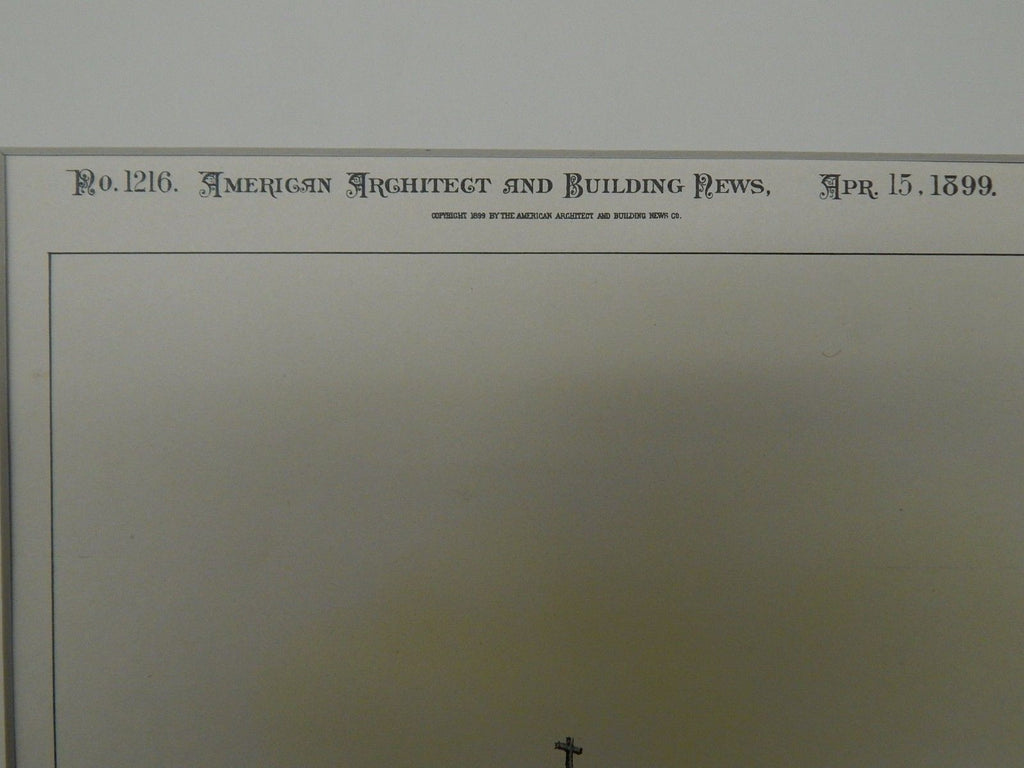 No. 1216. American Architect and Building News, Apr. 15, 1899.
COPYRIGHT 1899 BY THE AMERICAN ARCHITECT AND BUILDING NEWS CO.